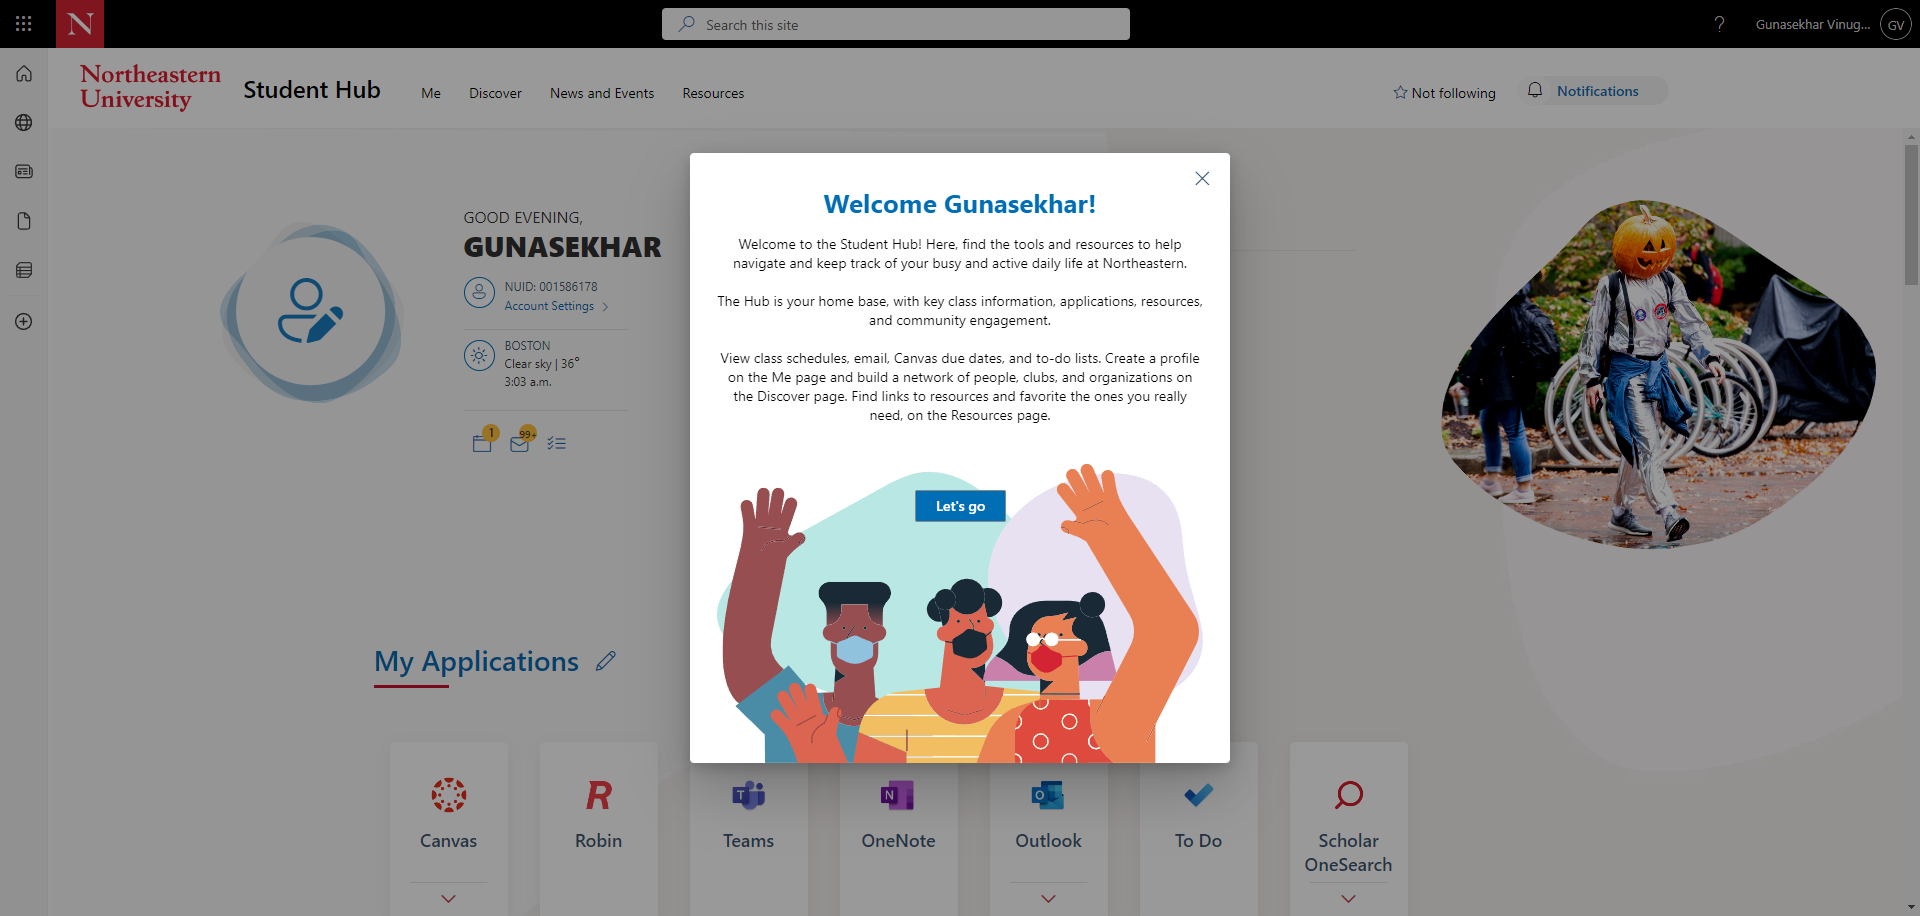 N
Search this site
?
Gunasekhar Vinug...
GV
Northeastern
University
Student Hub
Me
Discover
News and Events
Resources
Not following
Notifications
GOOD EVENING,
GUNASEKHAR
NUID: 001586178
Account Settings
BOSTON
Clear sky | 36°
3:03 a.m.
1
99+
Welcome Gunasekhar!
Welcome to the Student Hub! Here, find the tools and resources to help
navigate and keep track of your busy and active daily life at Northeastern.
The Hub is your home base, with key class information, applications, resources,
and community engagement.
View class schedules, email, Canvas due dates, and to-do lists. Create a profile
on the Me page and build a network of people, clubs, and organizations on
the Discover page. Find links to resources and favorite the ones you really
need, on the Resources page.
Let's go
My Applications
Canvas
R
Robin
T
Teams
N
OneNote
O
Outlook
To Do
Scholar
OneSearch